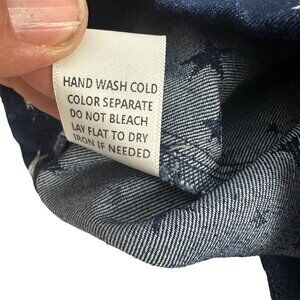 HAND WASH COLD
COLOR SEPARATE
DO NOT BLEACH
LAY FLAT TO DRY
IRON IF NEEDED